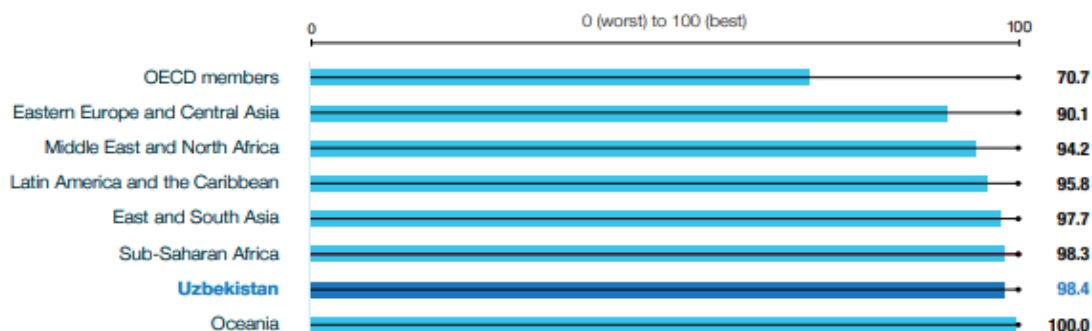 0 (worst) to 100 (best)
0 100
OECD members 70.7
Eastern Europe and Central Asia 90.1
Middle East and North Africa 94.2
Latin America and the Caribbean 95.8
East and South Asia 97.7
Sub-Saharan Africa 98.3
Uzbekistan 98.4
Oceania 100.0